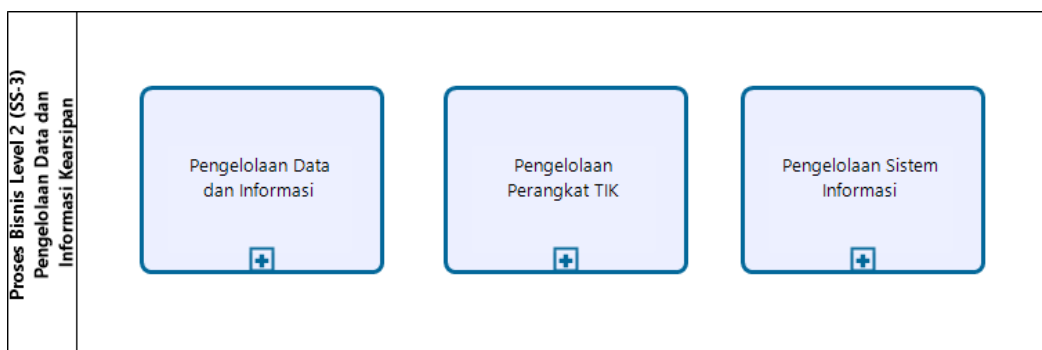 Proses Bisnis Level 2 (SS-3)
Pengelolaan Data dan
Informasi Kearsipan
Pengelolaan Data
dan Informasi
Pengelolaan
Perangkat TIK
Pengelolaan Sistem
Informasi